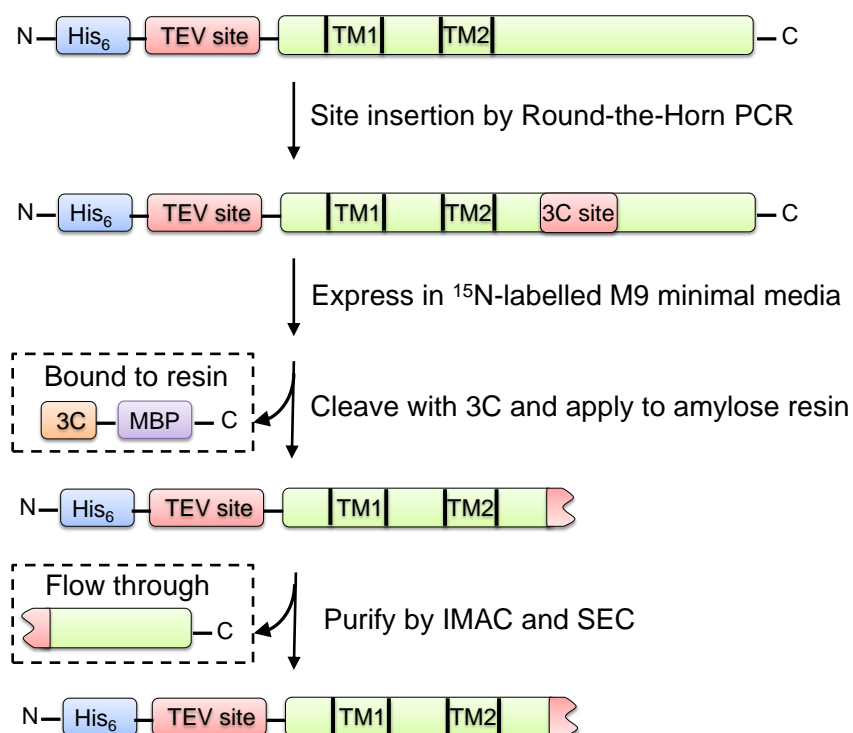 N His₆ TEV site TM1 TM2 C
Site insertion by Round-the-Horn PCR
N His₆ TEV site TM1 TM2 3C site C
Express in ¹⁵N-labelled M9 minimal media
Bound to resin
3C MBP C
Cleave with 3C and apply to amylose resin
N His₆ TEV site TM1 TM2
Flow through
C
Purify by IMAC and SEC
N His₆ TEV site TM1 TM2